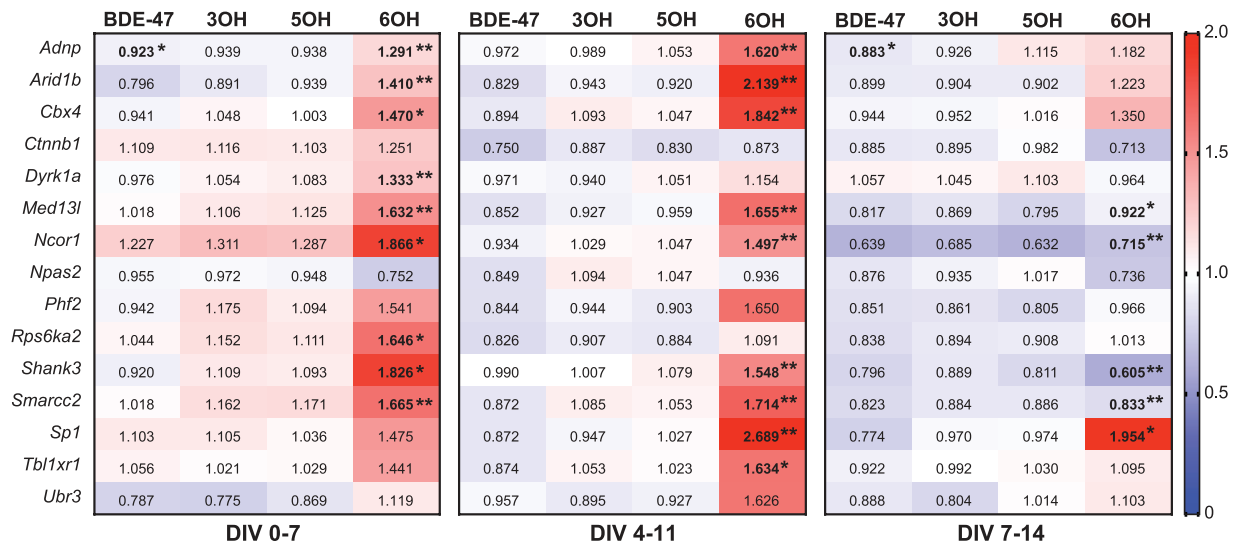 BDE-47 3OH 5OH 6OH BDE-47 3OH 5OH 6OH BDE-47 3OH 5OH 6OH
2.0
Adnp 0.923* 0.939 0.938 1.291** 0.972 0.989 1.053 1.620** 0.883* 0.926 1.115 1.182
Arid1b 0.796 0.891 0.939 1.410** 0.829 0.943 0.920 2.139** 0.899 0.904 0.902 1.223
Cbx4 0.941 1.048 1.003 1.470* 0.894 1.093 1.047 1.842** 0.944 0.952 1.016 1.350
Ctnnb1 1.109 1.116 1.103 1.251 0.750 0.887 0.830 0.873 0.885 0.895 0.982 0.713
1.5
Dyrk1a 0.976 1.054 1.083 1.333** 0.971 0.940 1.051 1.154 1.057 1.045 1.103 0.964
Med13l 1.018 1.106 1.125 1.632** 0.852 0.927 0.959 1.655** 0.817 0.869 0.795 0.922*
Ncor1 1.227 1.311 1.287 1.866* 0.934 1.029 1.047 1.497** 0.639 0.685 0.632 0.715**
1.0
Npas2 0.955 0.972 0.948 0.752 0.849 1.094 1.047 0.936 0.876 0.935 1.017 0.736
Phf2 0.942 1.175 1.094 1.541 0.844 0.944 0.903 1.650 0.851 0.861 0.805 0.966
Rps6ka2 1.044 1.152 1.111 1.646* 0.826 0.907 0.884 1.091 0.838 0.894 0.908 1.013
Shank3 0.920 1.109 1.093 1.826* 0.990 1.007 1.079 1.548** 0.796 0.889 0.811 0.605**
0.5
Smarcc2 1.018 1.162 1.171 1.665** 0.872 1.085 1.053 1.714** 0.823 0.884 0.886 0.833**
Sp1 1.103 1.105 1.036 1.475 0.872 0.947 1.027 2.689** 0.774 0.970 0.974 1.954*
Tbl1xr1 1.056 1.021 1.029 1.441 0.874 1.053 1.023 1.634* 0.922 0.992 1.030 1.095
Ubr3 0.787 0.775 0.869 1.119 0.957 0.895 0.927 1.626 0.888 0.804 1.014 1.103
0
DIV 0-7 DIV 4-11 DIV 7-14